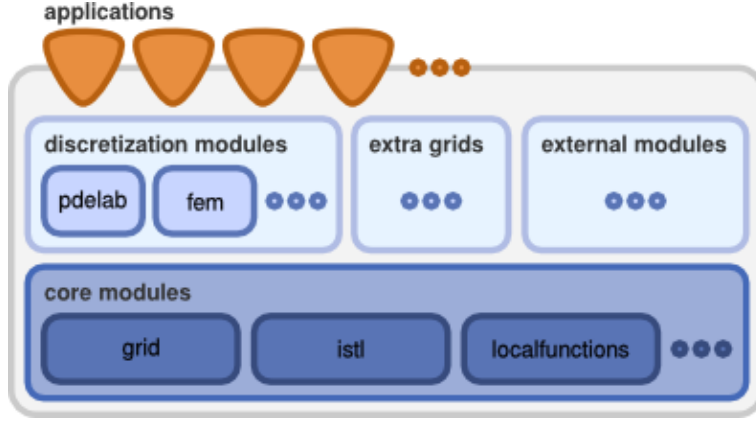 applications
discretization modules
extra grids
external modules
pdelab
fem
core modules
grid
istl
localfunctions